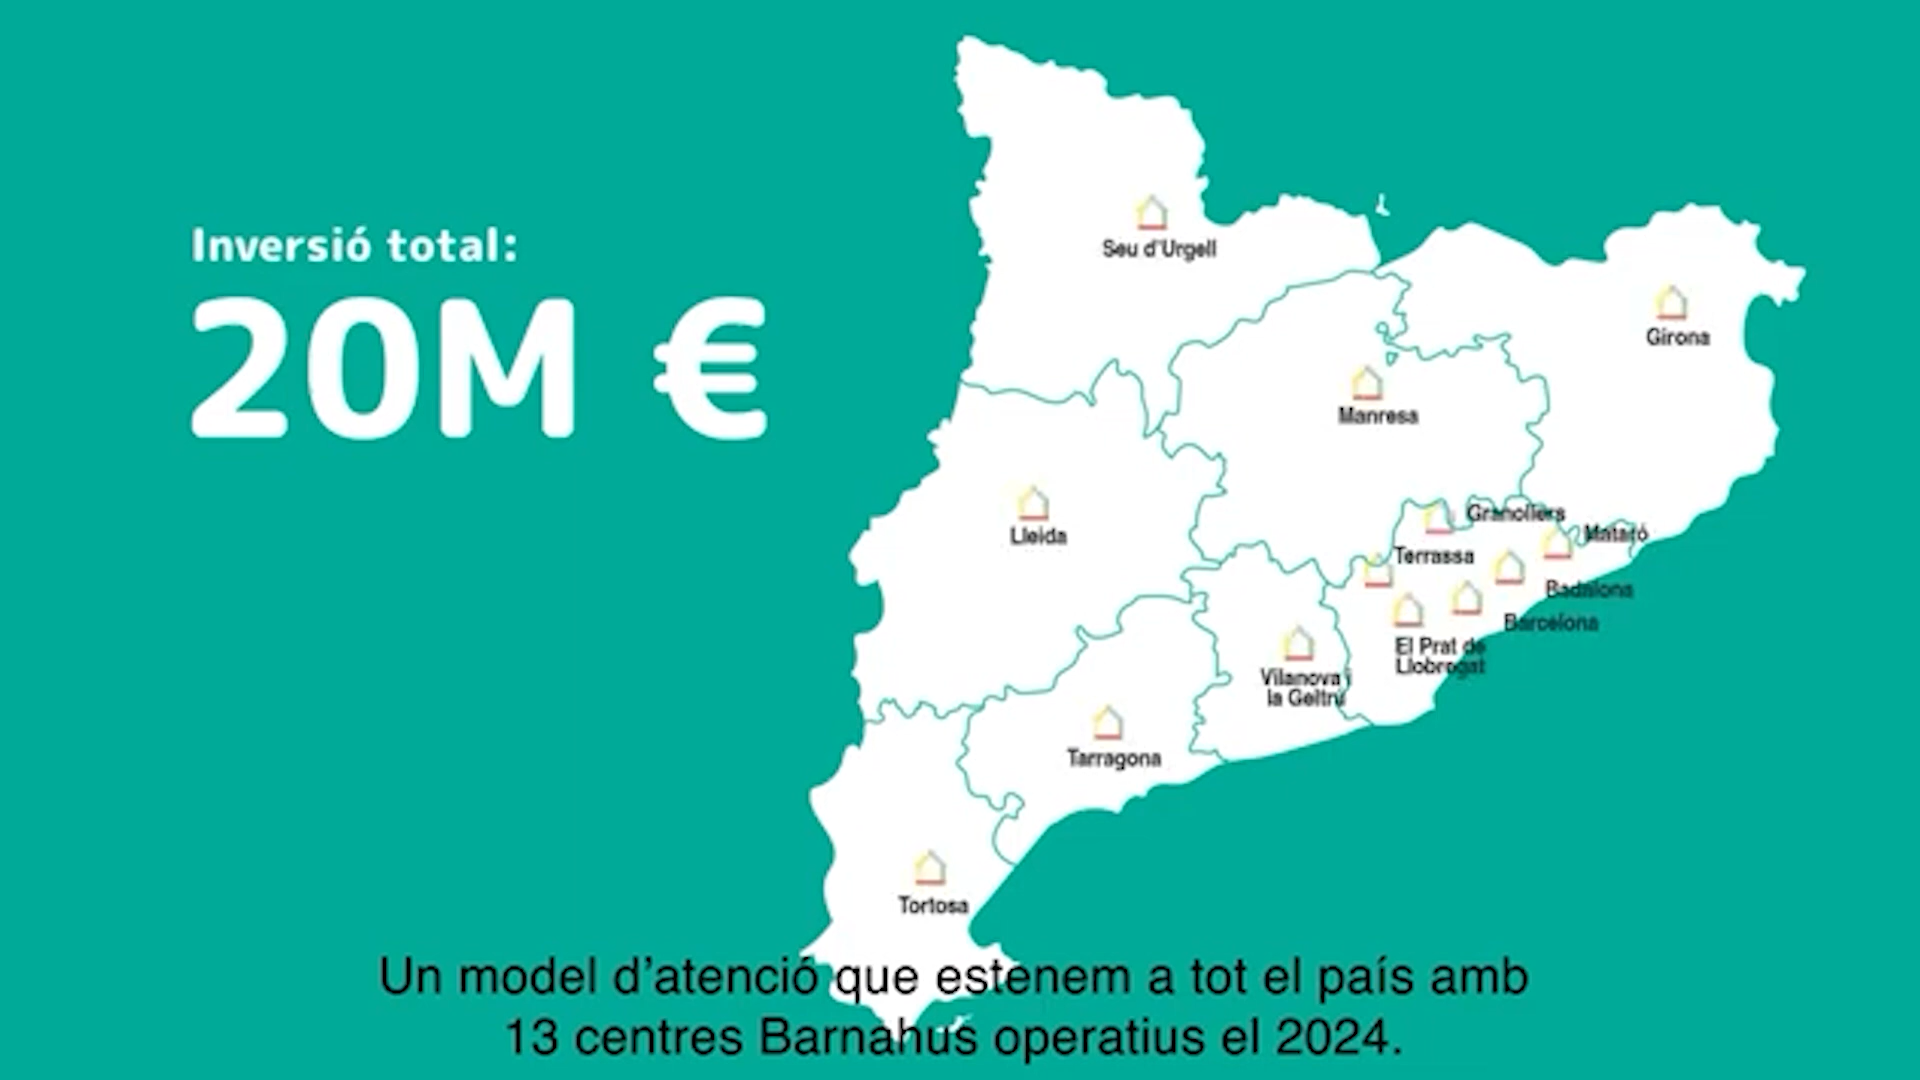 Inversió total:
20M €
Seu d'Urgell
Girona
Manresa
Lleida
Granollers
Mataró
Terrassa
Badalona
Barcelona
El Prat de
Llobregat
Vilanova i
la Geltrú
Tarragona
Tortosa
Un model d'atenció que estenem a tot el país amb
13 centres Barnahus operatius el 2024.